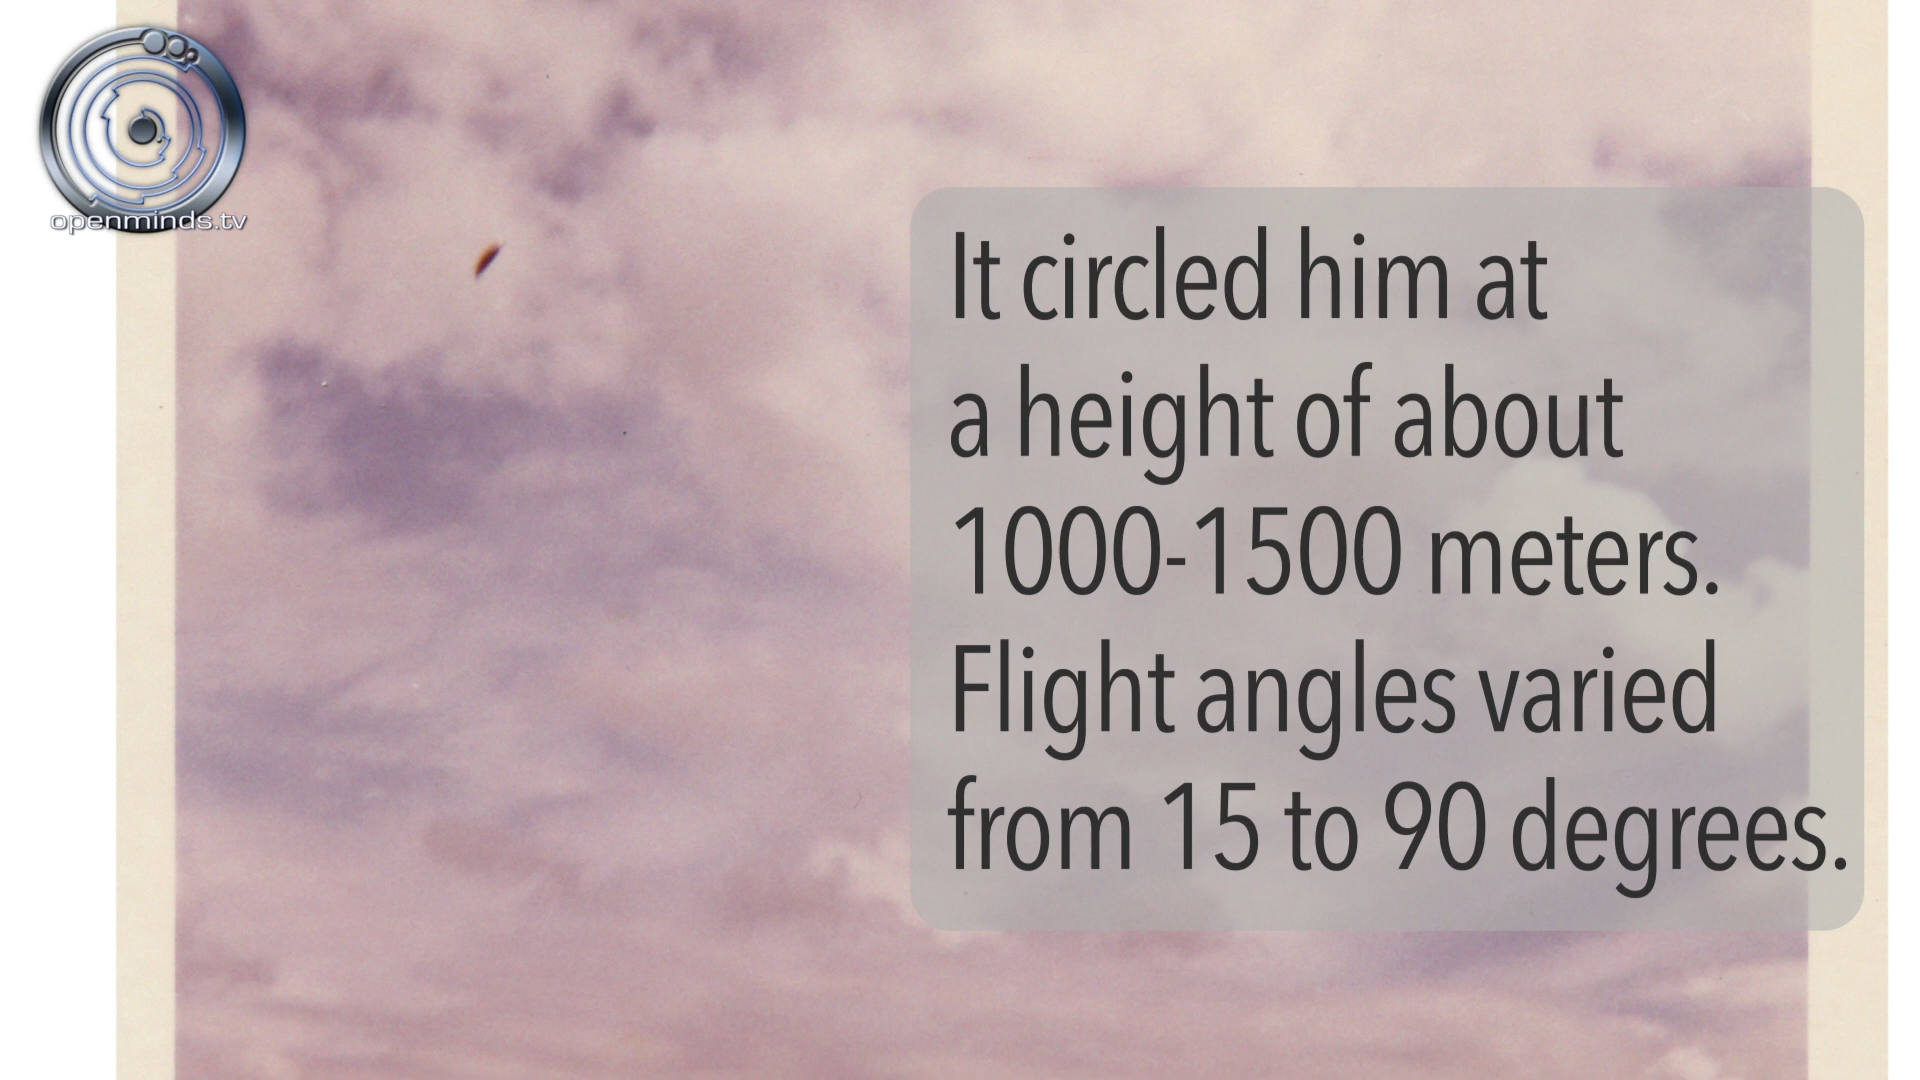 openminds.tv
It circled him at
a height of about
1000-1500 meters.
Flight angles varied
from 15 to 90 degrees.